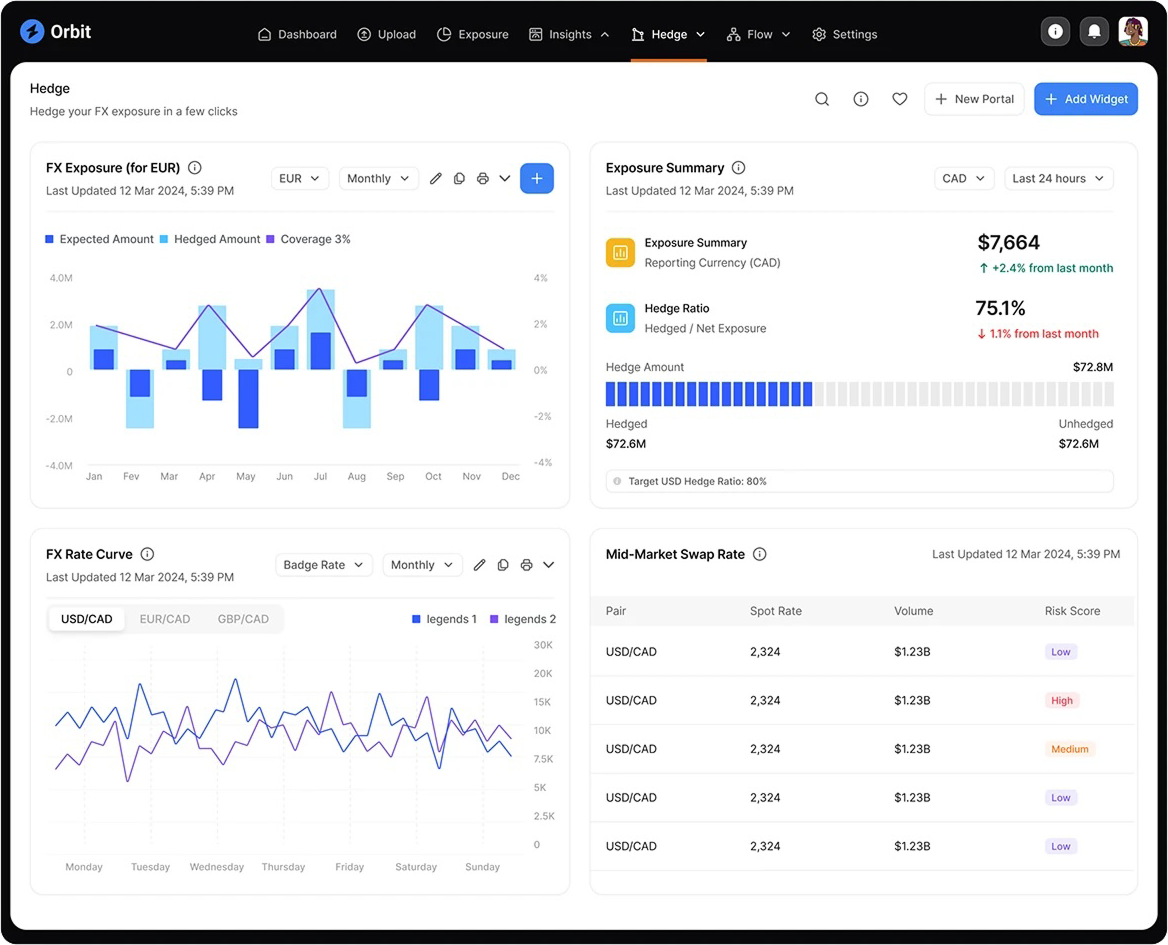 Orbit
Dashboard Upload Exposure Insights Hedge Flow Settings
Hedge
Hedge your FX exposure in a few clicks
New Portal
Add Widget
FX Exposure (for EUR)
Last Updated 12 Mar 2024, 5:39 PM
EUR
Monthly
Expected Amount Hedged Amount Coverage 3%
4.0M 4%
2.0M 2%
0 0%
-2.0M -2%
-4.0M -4%
Jan Fev Mar Apr May Jun Jul Aug Sep Oct Nov Dec
Exposure Summary
Last Updated 12 Mar 2024, 5:39 PM
CAD
Last 24 hours
Exposure Summary
Reporting Currency (CAD)
$7,664
+2.4% from last month
Hedge Ratio
Hedged / Net Exposure
75.1%
1.1% from last month
Hedge Amount $72.8M
Hedged Unhedged
$72.6M $72.6M
Target USD Hedge Ratio: 80%
FX Rate Curve
Last Updated 12 Mar 2024, 5:39 PM
Badge Rate
Monthly
USD/CAD EUR/CAD GBP/CAD
legends 1 legends 2
30K
20K
15K
10K
7.5K
5K
2.5K
0
Monday Tuesday Wednesday Thursday Friday Saturday Sunday
Mid-Market Swap Rate
Last Updated 12 Mar 2024, 5:39 PM
Pair Spot Rate Volume Risk Score
USD/CAD 2,324 $1.23B Low
USD/CAD 2,324 $1.23B High
USD/CAD 2,324 $1.23B Medium
USD/CAD 2,324 $1.23B Low
USD/CAD 2,324 $1.23B Low